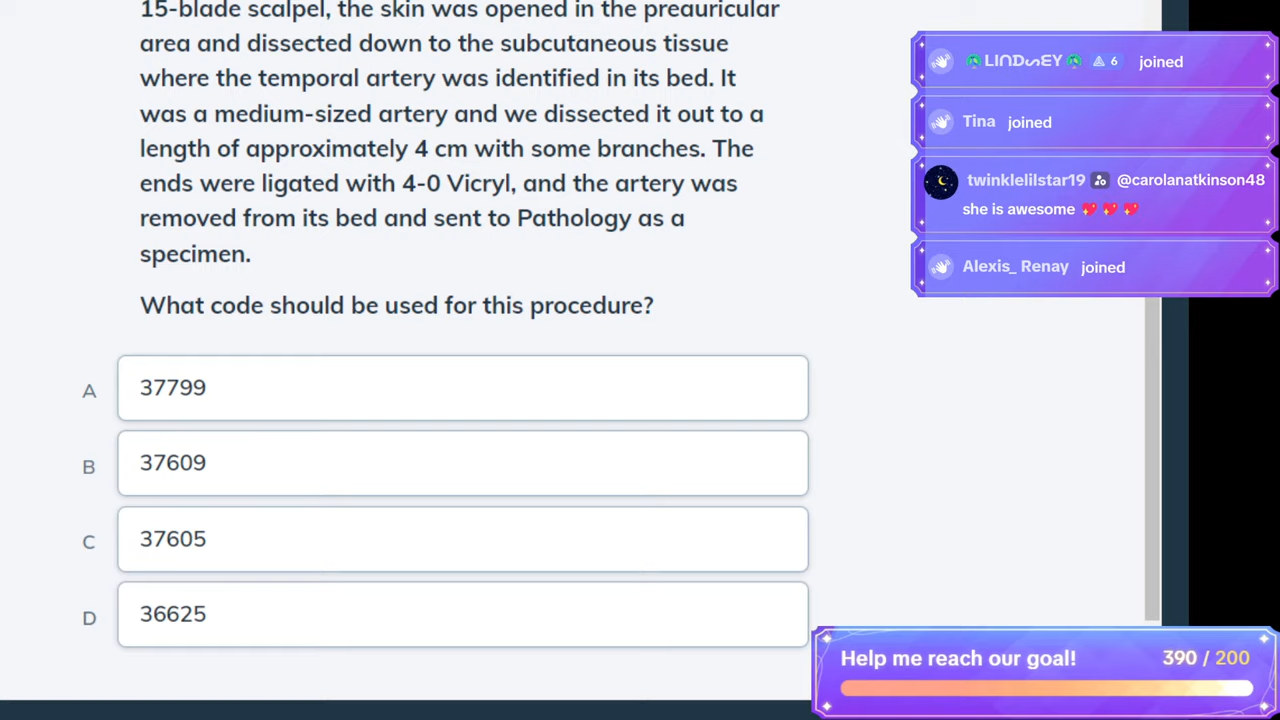 15-blade scalpel, the skin was opened in the preauricular
area and dissected down to the subcutaneous tissue
where the temporal artery was identified in its bed. It
was a medium-sized artery and we dissected it out to a
length of approximately 4 cm with some branches. The
ends were ligated with 4-0 Vicryl, and the artery was
removed from its bed and sent to Pathology as a
specimen.
What code should be used for this procedure?
A 37799
B 37609
C 37605
D 36625
🦚LIՈDᔕEY🦚 6 joined
Tina joined
twinklelilstar19 @carolanatkinson48
she is awesome 💖 💖 💖
Alexis_ Renay joined
Help me reach our goal! 390 / 200